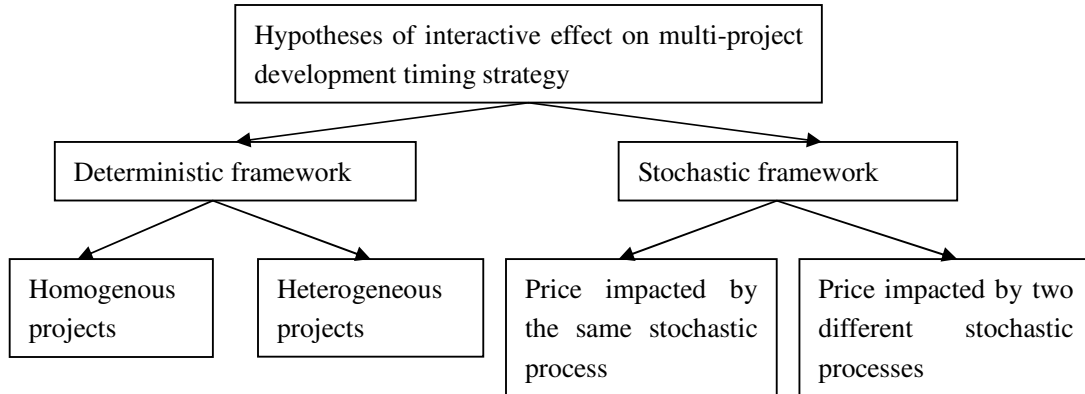 Hypotheses of interactive effect on multi-project
development timing strategy
Deterministic framework
Stochastic framework
Homogenous
projects
Heterogeneous
projects
Price impacted by
the same stochastic
process
Price impacted by two
different stochastic
processes